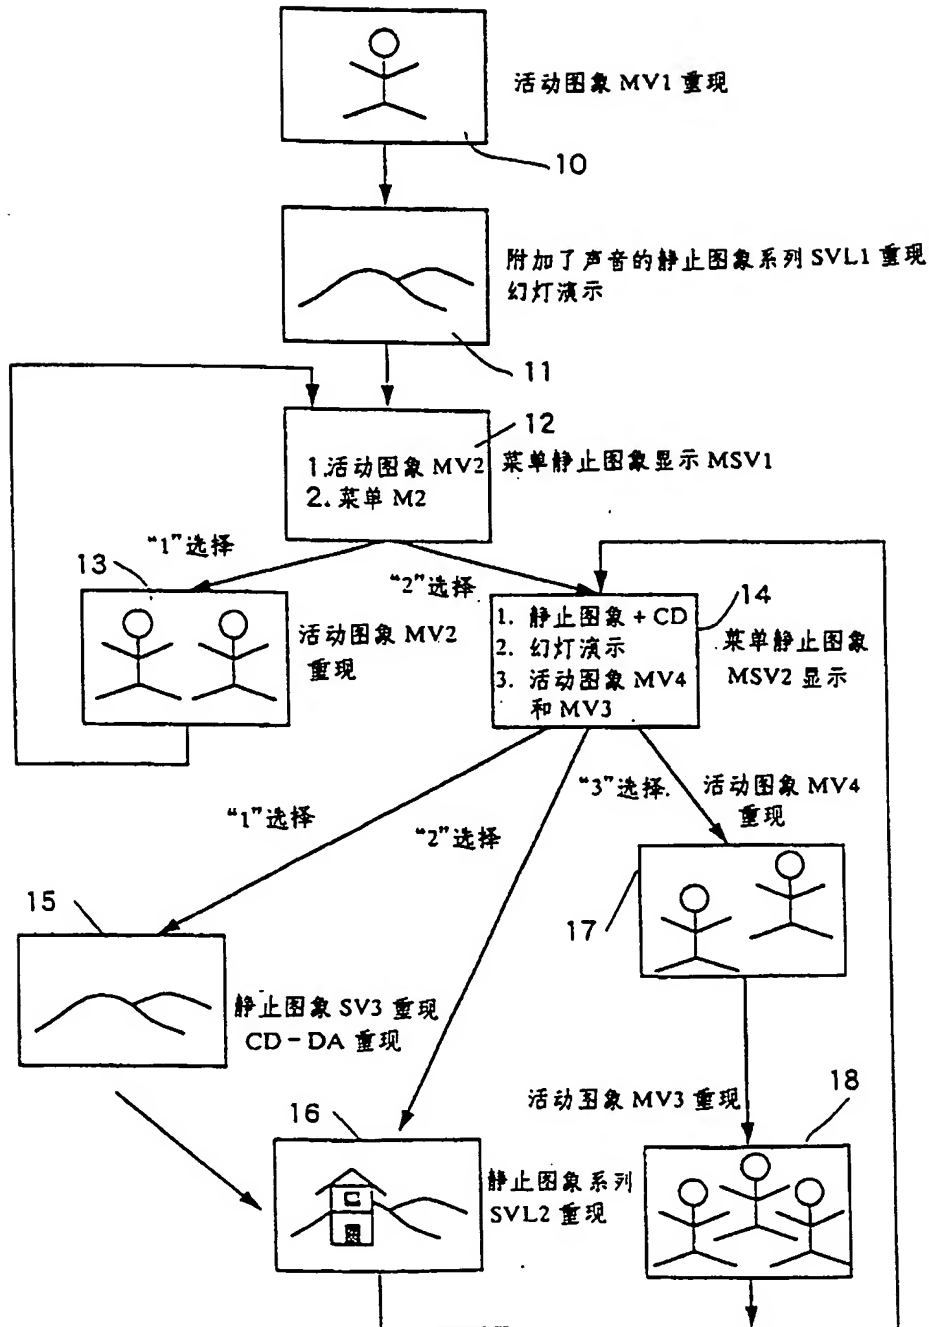 活动图象 MV1 重现
10
附加了声音的静止图象系列 SVL1 重现
幻灯演示
11
12
1.活动图象 MV2
2.菜单 M2
菜单静止图象显示 MSV1
“1”选择
13
“2”选择
活动图象 MV2
重现
14
1. 静止图象 + CD
2. 幻灯演示
3. 活动图象 MV4
和 MV3
菜单静止图象
MSV2 显示
“1”选择
“2”选择
“3”选择
活动图象 MV4
重现
15
17
静止图象 SV3 重现
CD-DA 重现
活动图象 MV3 重现
18
16
静止图象系列
SVL2 重现